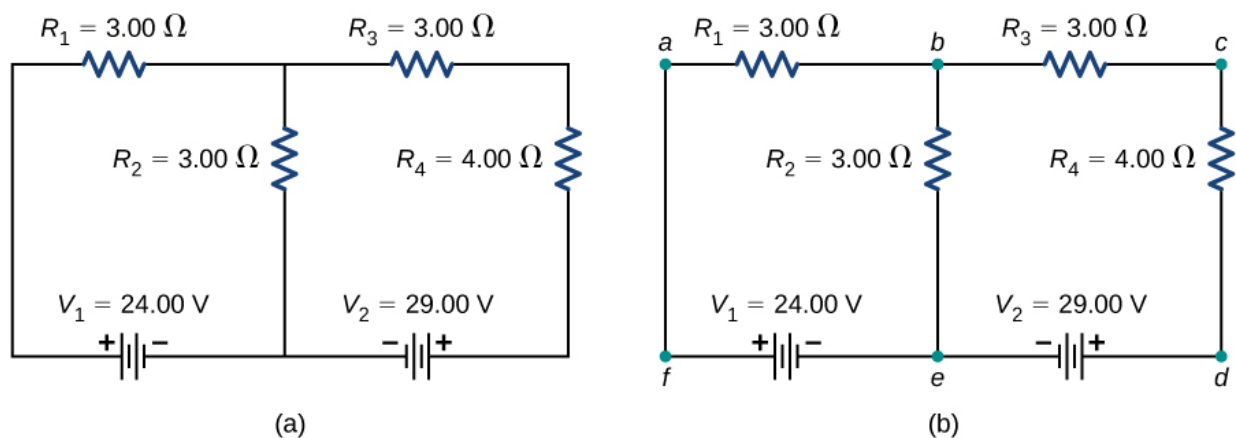 R₁ = 3.00 Ω
R₃ = 3.00 Ω
R₂ = 3.00 Ω
R₄ = 4.00 Ω
V₁ = 24.00 V
V₂ = 29.00 V
+
−
−
+
(a)
a
R₁ = 3.00 Ω
b
R₃ = 3.00 Ω
c
R₂ = 3.00 Ω
R₄ = 4.00 Ω
V₁ = 24.00 V
V₂ = 29.00 V
+
−
−
+
f
e
d
(b)